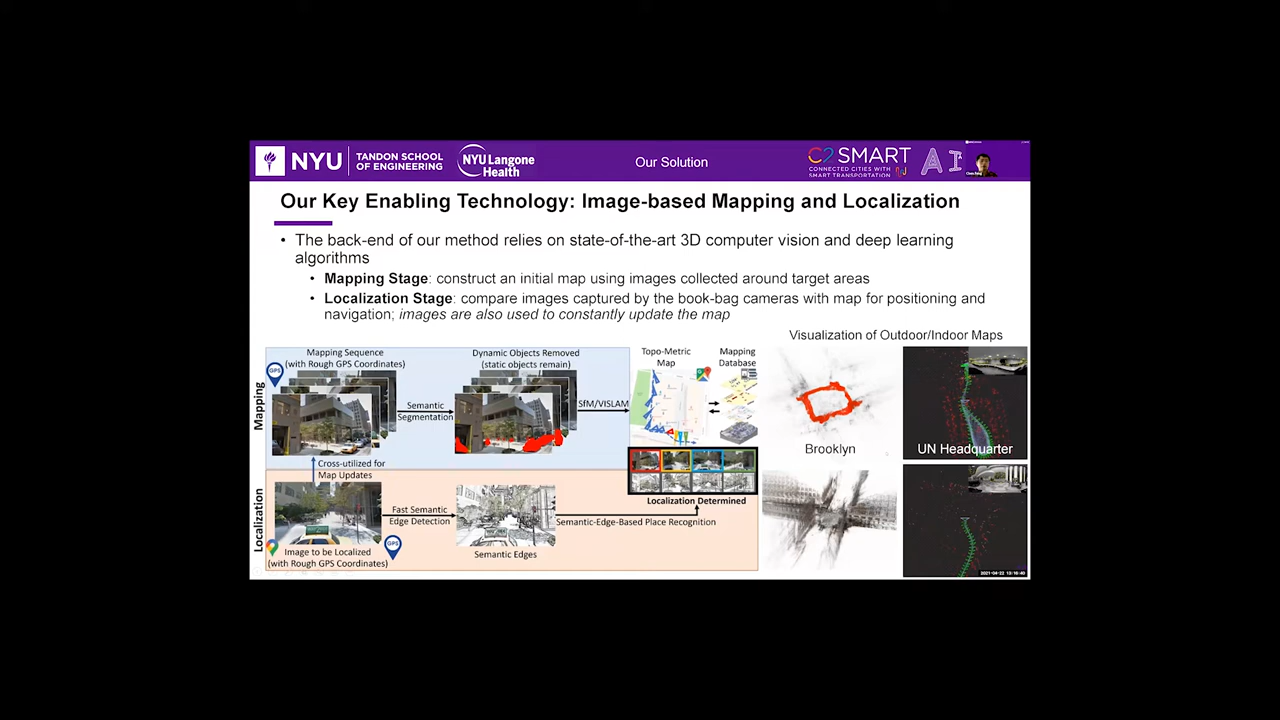 NYU TANDON SCHOOL OF ENGINEERING
NYU Langone Health
Our Solution
C2 SMART
CONNECTED CITIES WITH
SMART TRANSPORTATION
AI
Our Key Enabling Technology: Image-based Mapping and Localization
• The back-end of our method relies on state-of-the-art 3D computer vision and deep learning
algorithms
• Mapping Stage: construct an initial map using images collected around target areas
• Localization Stage: compare images captured by the book-bag cameras with map for positioning and
navigation; images are also used to constantly update the map
Visualization of Outdoor/Indoor Maps
Mapping
Mapping Sequence
(with Rough GPS Coordinates)
GPS
Semantic
Segmentation
Dynamic Objects Removed
(static objects remain)
SfM/VISLAM
Topo-Metric
Map
Mapping
Database
Brooklyn
UN Headquarter
Cross-utilized for
Map Updates
Localization
Image to be Localized
(with Rough GPS Coordinates)
GPS
Fast Semantic
Edge Detection
Semantic Edges
Semantic-Edge-Based Place Recognition
Localization Determined